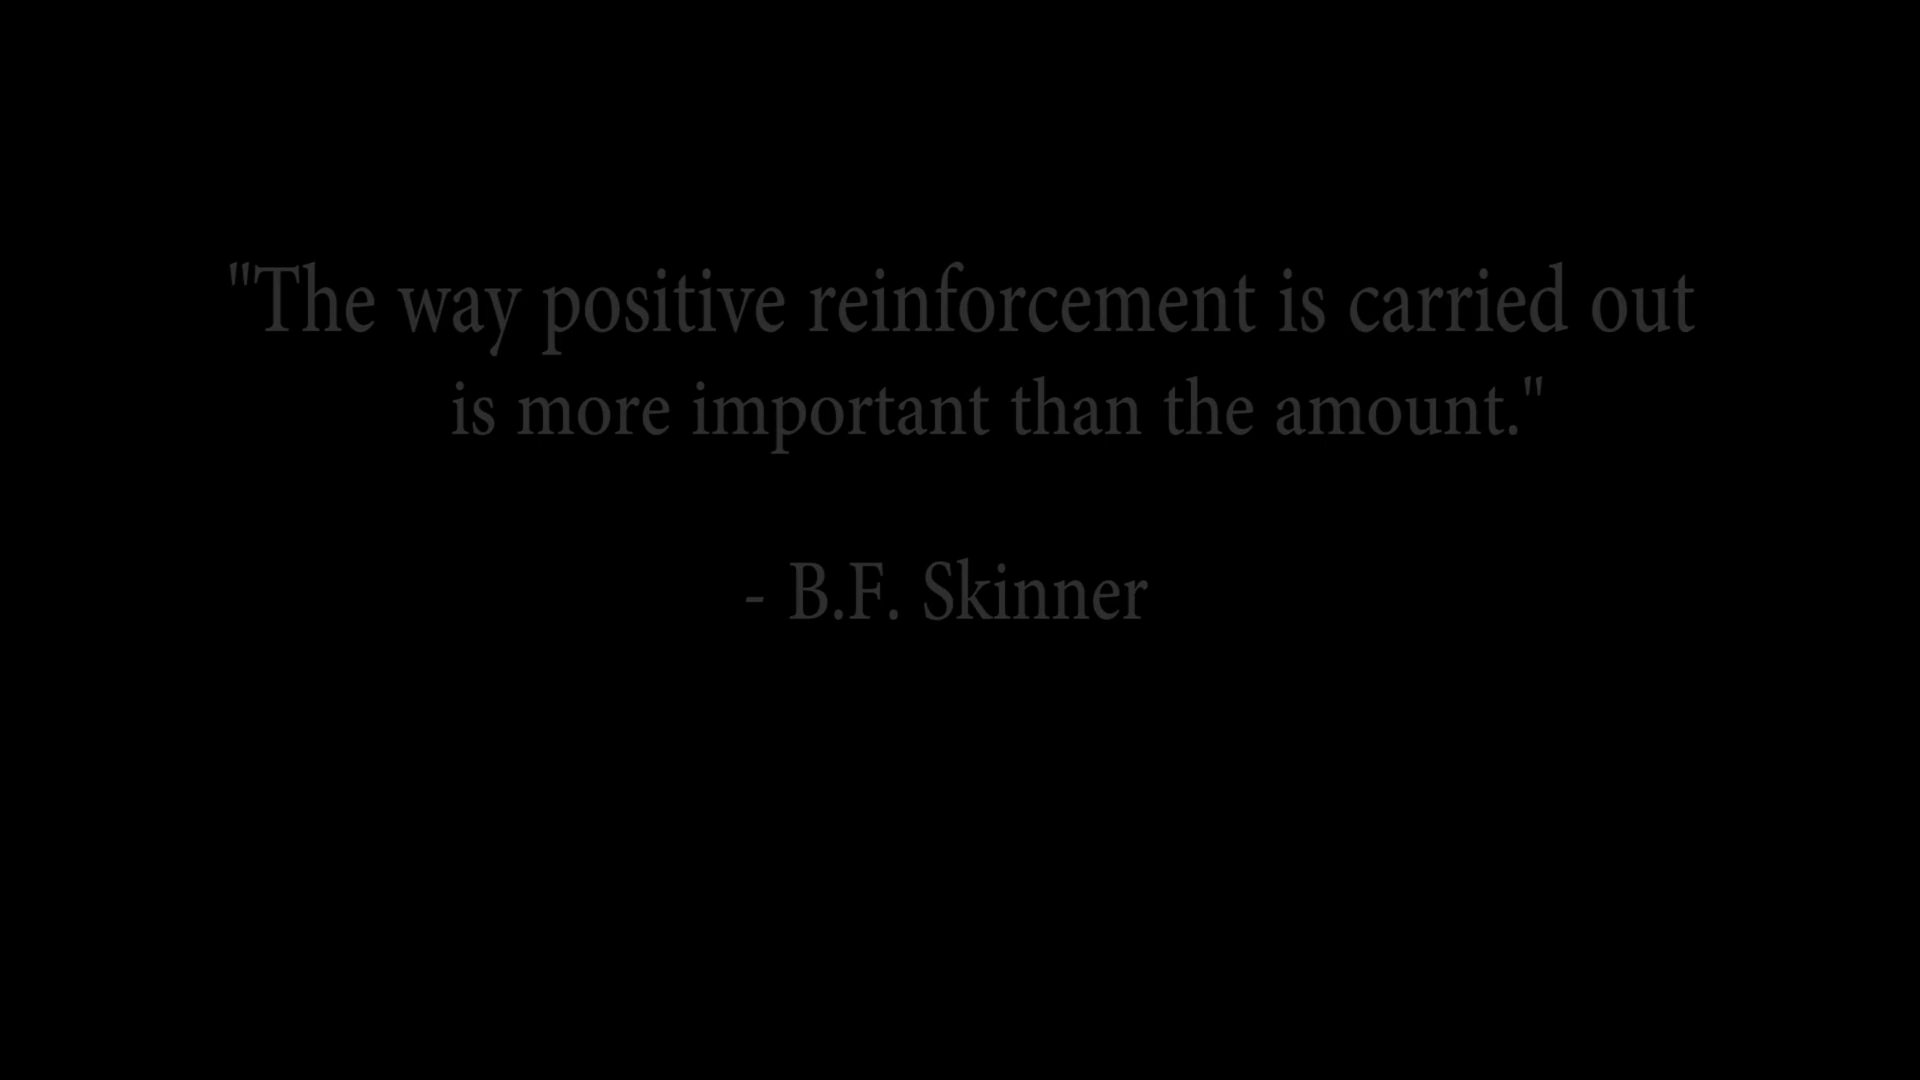 "The way positive reinforcement is carried out
is more important than the amount."
- B.F. Skinner